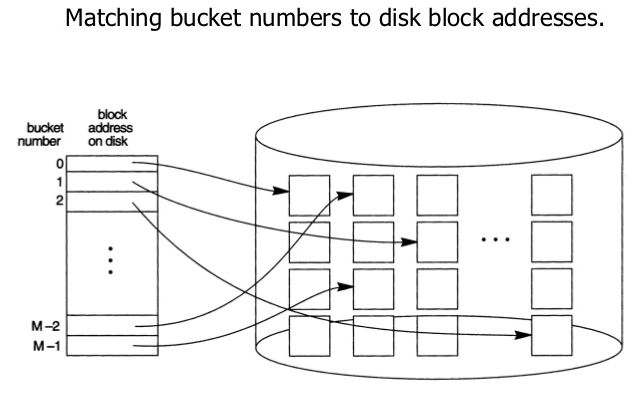 Matching bucket numbers to disk block addresses.
bucket
number
block
address
on disk
0
1
2
M–2
M–1